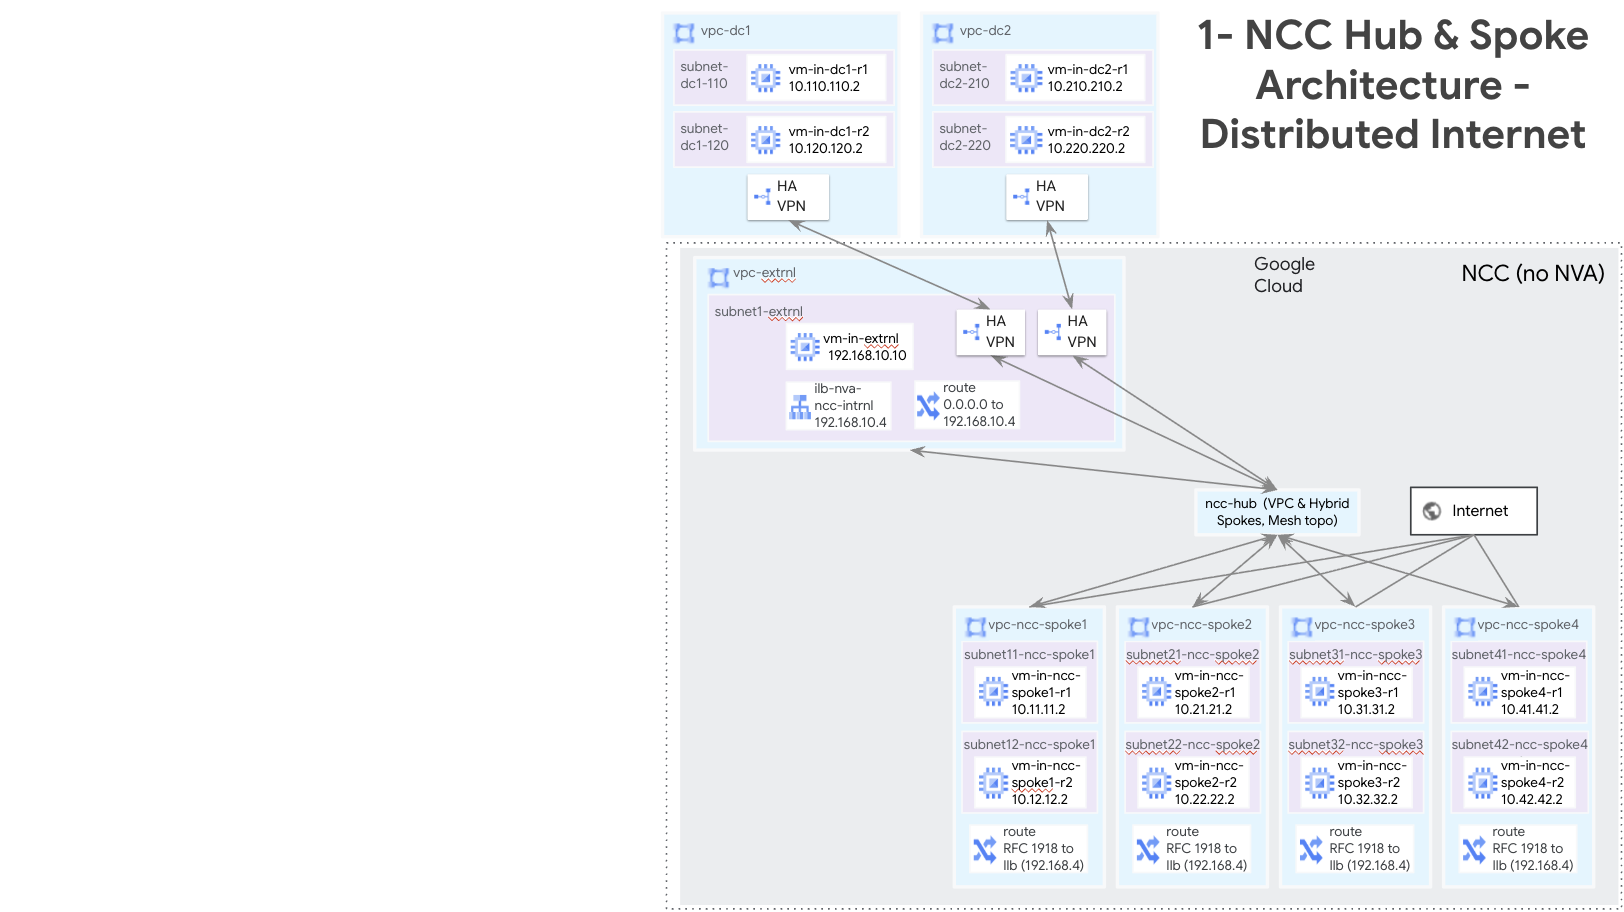 1- NCC Hub & Spoke
Architecture -
Distributed Internet
vpc-dc1
subnet-
dc1-110
vm-in-dc1-r1
10.110.110.2
subnet-
dc1-120
vm-in-dc1-r2
10.120.120.2
HA
VPN
vpc-dc2
subnet-
dc2-210
vm-in-dc2-r1
10.210.210.2
subnet-
dc2-220
vm-in-dc2-r2
10.220.220.2
HA
VPN
Google
Cloud
NCC (no NVA)
vpc-extrnl
subnet1-extrnl
vm-in-extrnl
192.168.10.10
HA
VPN
HA
VPN
ilb-nva-
ncc-intrnl
192.168.10.4
route
0.0.0.0 to
192.168.10.4
ncc-hub (VPC & Hybrid
Spokes, Mesh topo)
Internet
vpc-ncc-spoke1
subnet11-ncc-spoke1
vm-in-ncc-
spoke1-r1
10.11.11.2
subnet12-ncc-spoke1
vm-in-ncc-
spoke1-r2
10.12.12.2
route
RFC 1918 to
Ilb (192.168.4)
vpc-ncc-spoke2
subnet21-ncc-spoke2
vm-in-ncc-
spoke2-r1
10.21.21.2
subnet22-ncc-spoke2
vm-in-ncc-
spoke2-r2
10.22.22.2
route
RFC 1918 to
Ilb (192.168.4)
vpc-ncc-spoke3
subnet31-ncc-spoke3
vm-in-ncc-
spoke3-r1
10.31.31.2
subnet32-ncc-spoke3
vm-in-ncc-
spoke3-r2
10.32.32.2
route
RFC 1918 to
Ilb (192.168.4)
vpc-ncc-spoke4
subnet41-ncc-spoke4
vm-in-ncc-
spoke4-r1
10.41.41.2
subnet42-ncc-spoke4
vm-in-ncc-
spoke4-r2
10.42.42.2
route
RFC 1918 to
Ilb (192.168.4)